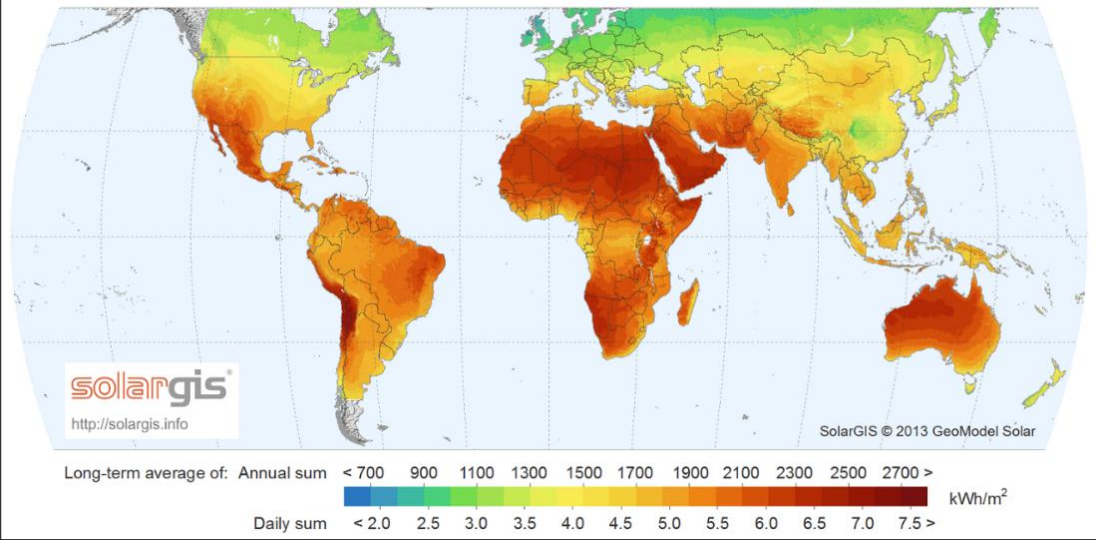 solargis®
http://solargis.info
SolarGIS © 2013 GeoModel Solar
Long-term average of: Annual sum < 700 900 1100 1300 1500 1700 1900 2100 2300 2500 2700 >
kWh/m²
Daily sum < 2.0 2.5 3.0 3.5 4.0 4.5 5.0 5.5 6.0 6.5 7.0 7.5 >